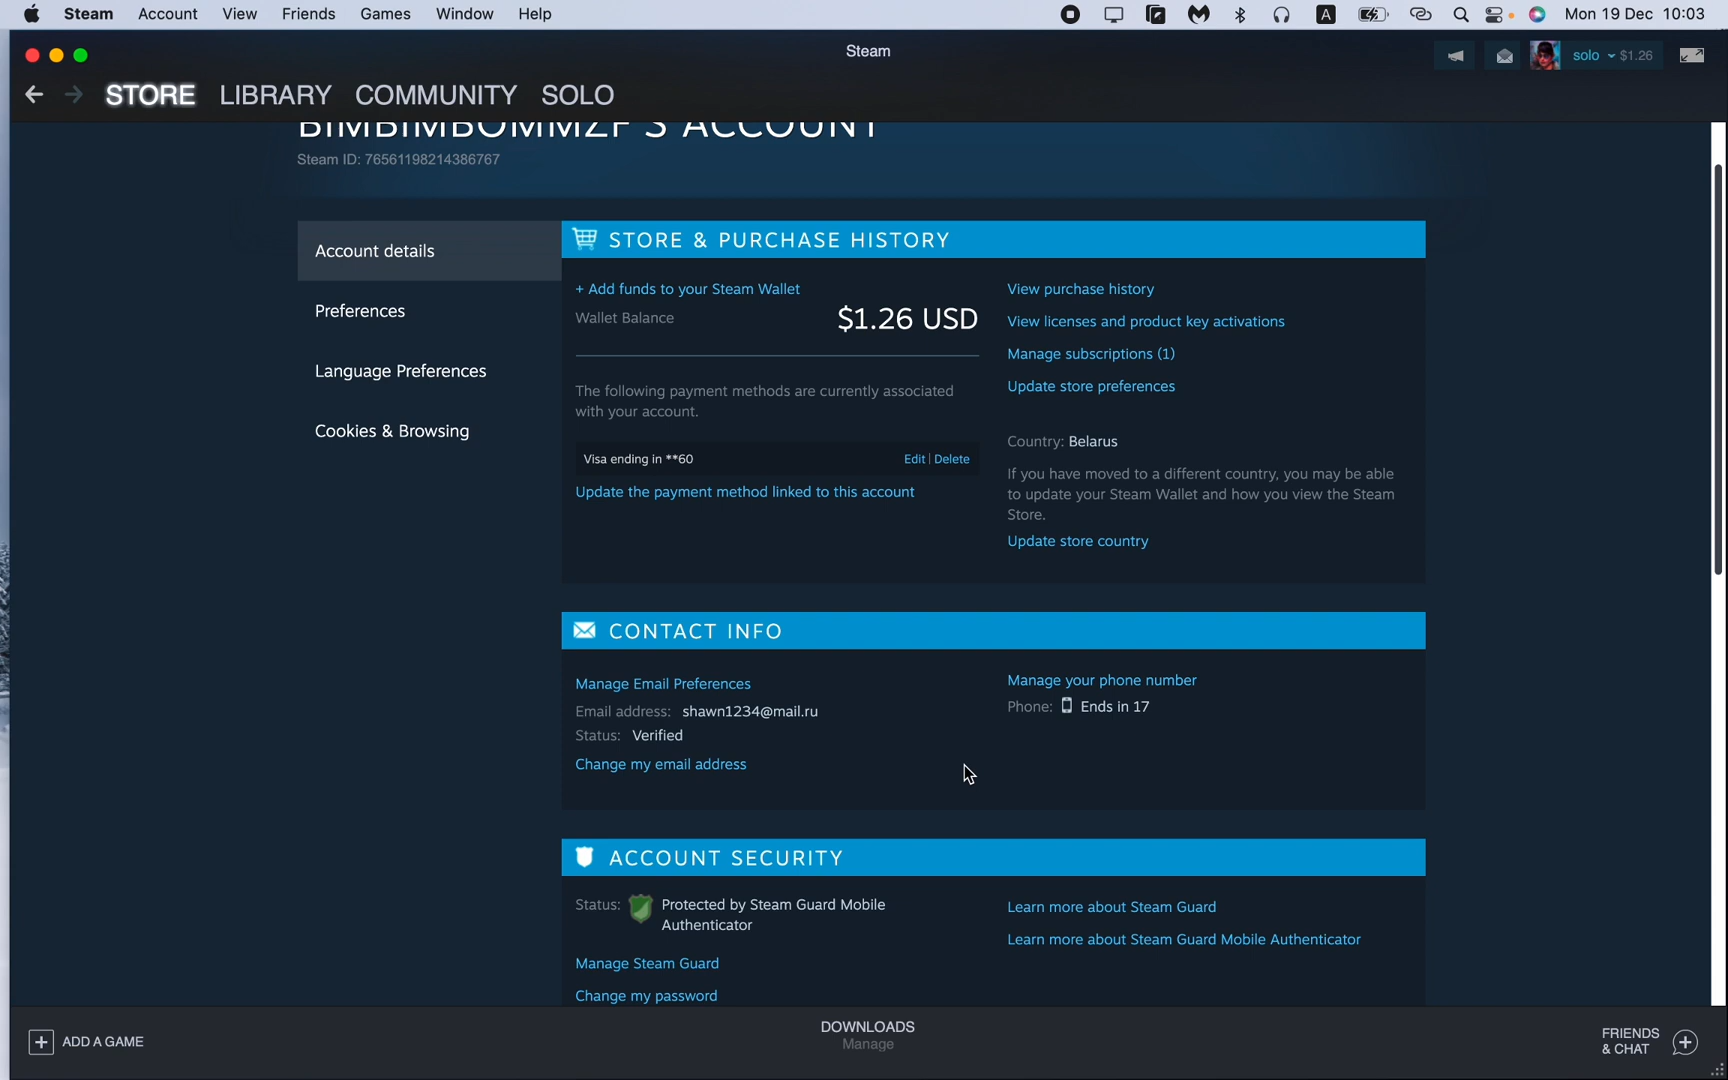 Steam Account View Friends Games Window Help
A
Mon 19 Dec 10:03
Steam
solo $1.26
STORE LIBRARY COMMUNITY SOLO
BIMBIMBOMMZF'S ACCOUNT
Steam ID: 76561198214386767
Account details
Preferences
Language Preferences
Cookies & Browsing
STORE & PURCHASE HISTORY
+ Add funds to your Steam Wallet
Wallet Balance $1.26 USD
The following payment methods are currently associated
with your account.
Visa ending in **60 Edit | Delete
Update the payment method linked to this account
View purchase history
View licenses and product key activations
Manage subscriptions (1)
Update store preferences
Country: Belarus
If you have moved to a different country, you may be able
to update your Steam Wallet and how you view the Steam
Store.
Update store country
CONTACT INFO
Manage Email Preferences
Email address: shawn1234@mail.ru
Status: Verified
Change my email address
Manage your phone number
Phone: Ends in 17
ACCOUNT SECURITY
Status: Protected by Steam Guard Mobile
Authenticator
Manage Steam Guard
Change my password
Learn more about Steam Guard
Learn more about Steam Guard Mobile Authenticator
ADD A GAME
DOWNLOADS
Manage
FRIENDS
& CHAT